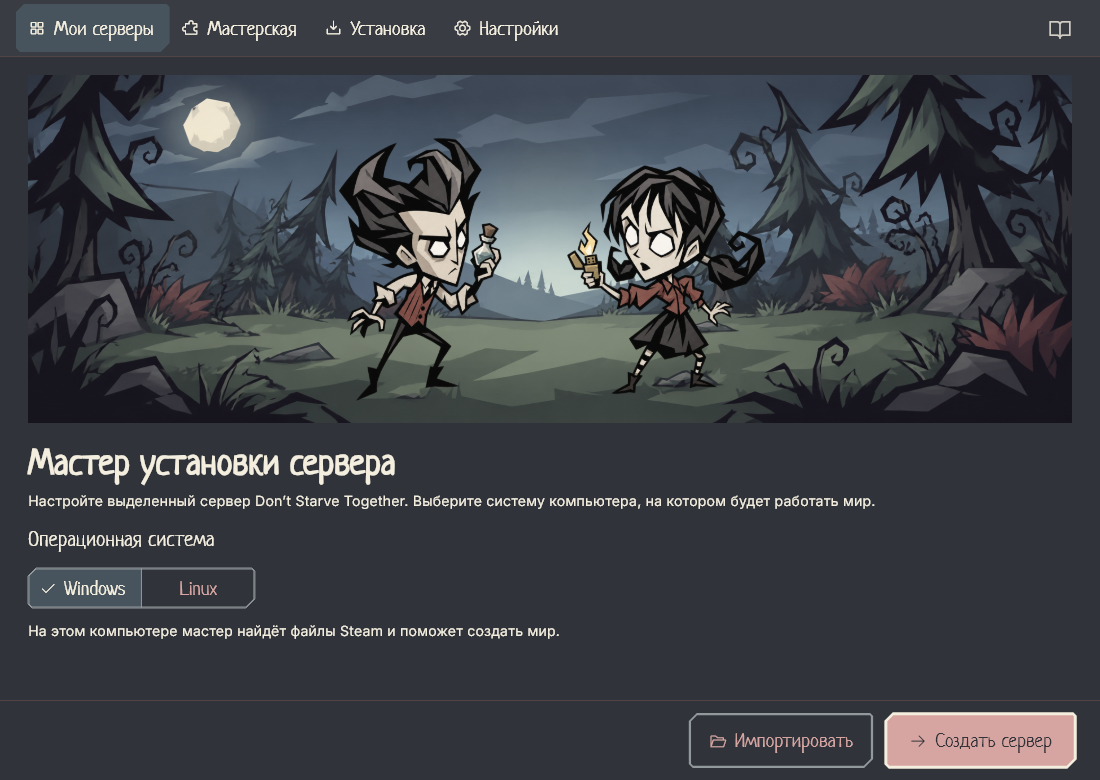 Мои серверы
Мастерская
Установка
Настройки
Мастер установки сервера
Настройте выделенный сервер Don’t Starve Together. Выберите систему компьютера, на котором будет работать мир.
Операционная система
Windows
Linux
На этом компьютере мастер найдёт файлы Steam и поможет создать мир.
Импортировать
Создать сервер